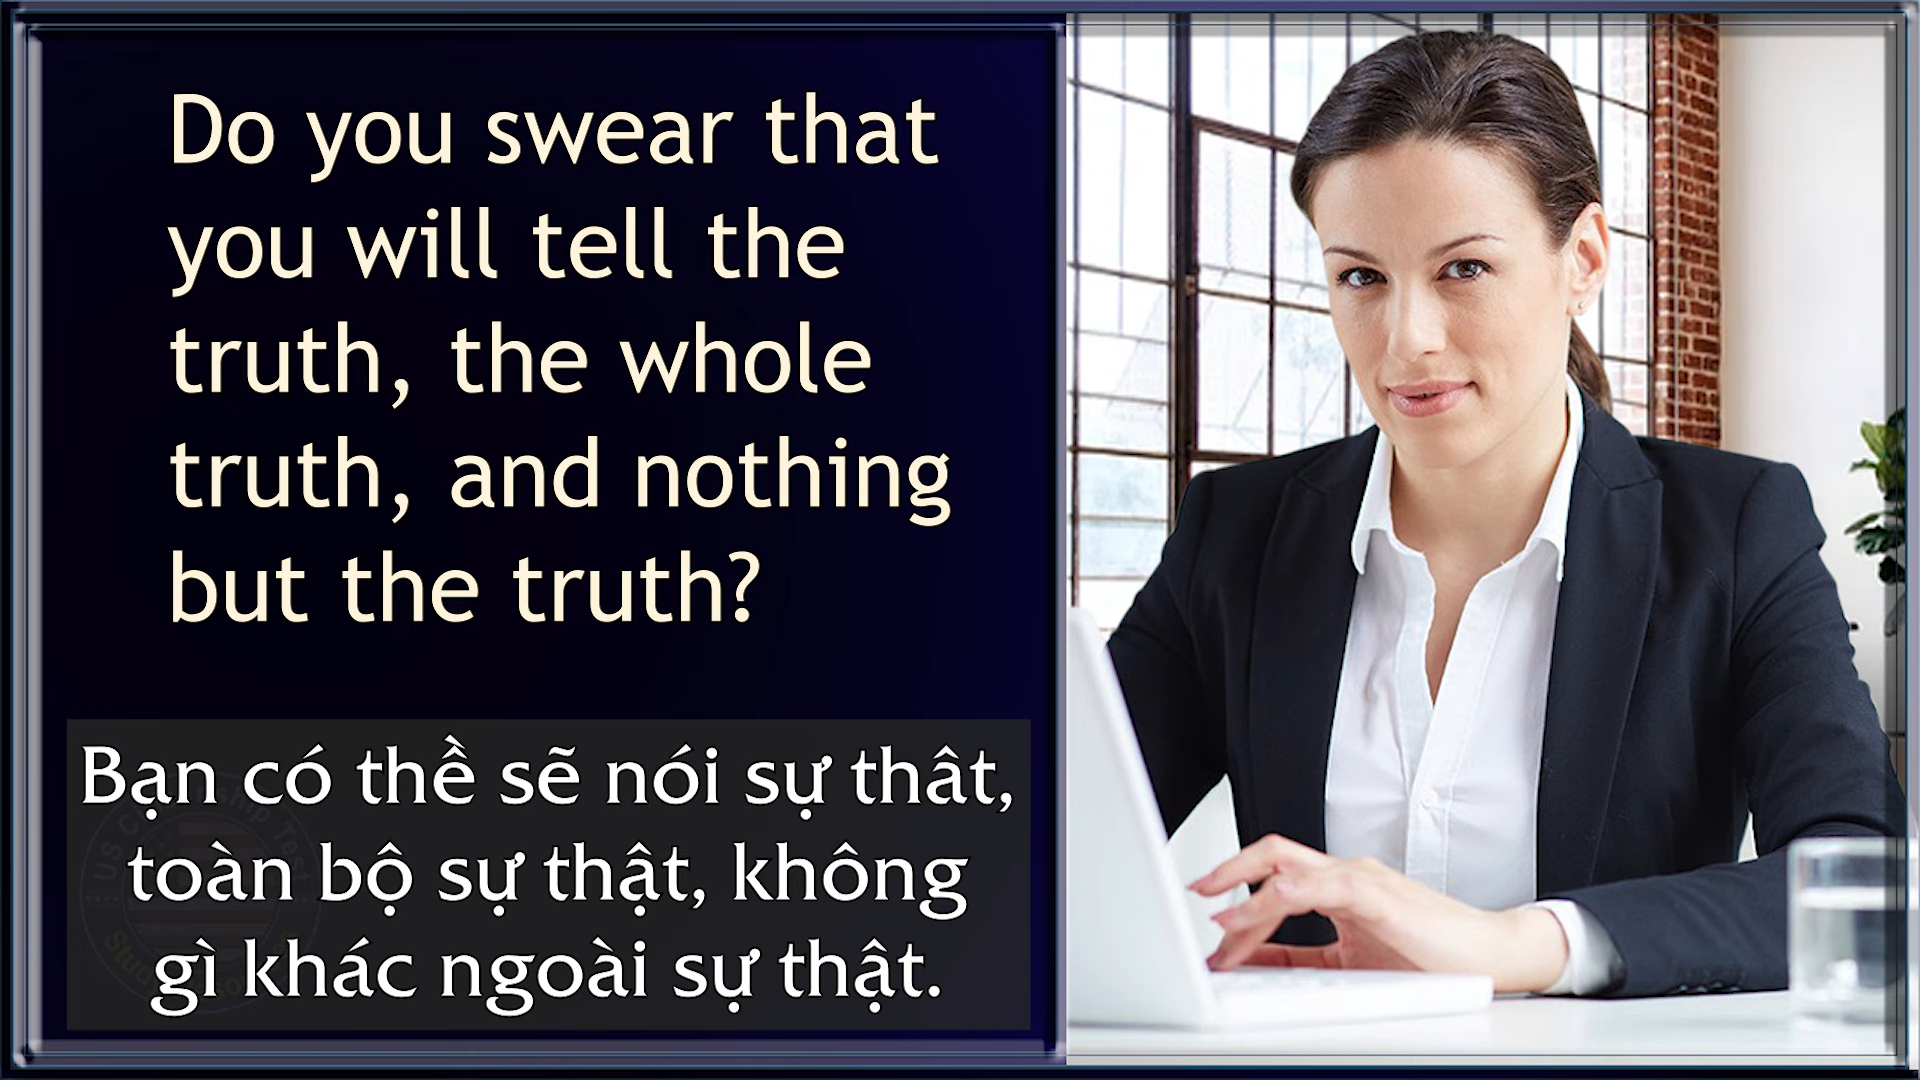 Do you swear that
you will tell the
truth, the whole
truth, and nothing
but the truth?
Bạn có thề sẽ nói sự thât,
toàn bộ sự thật, không
gì khác ngoài sự thật.